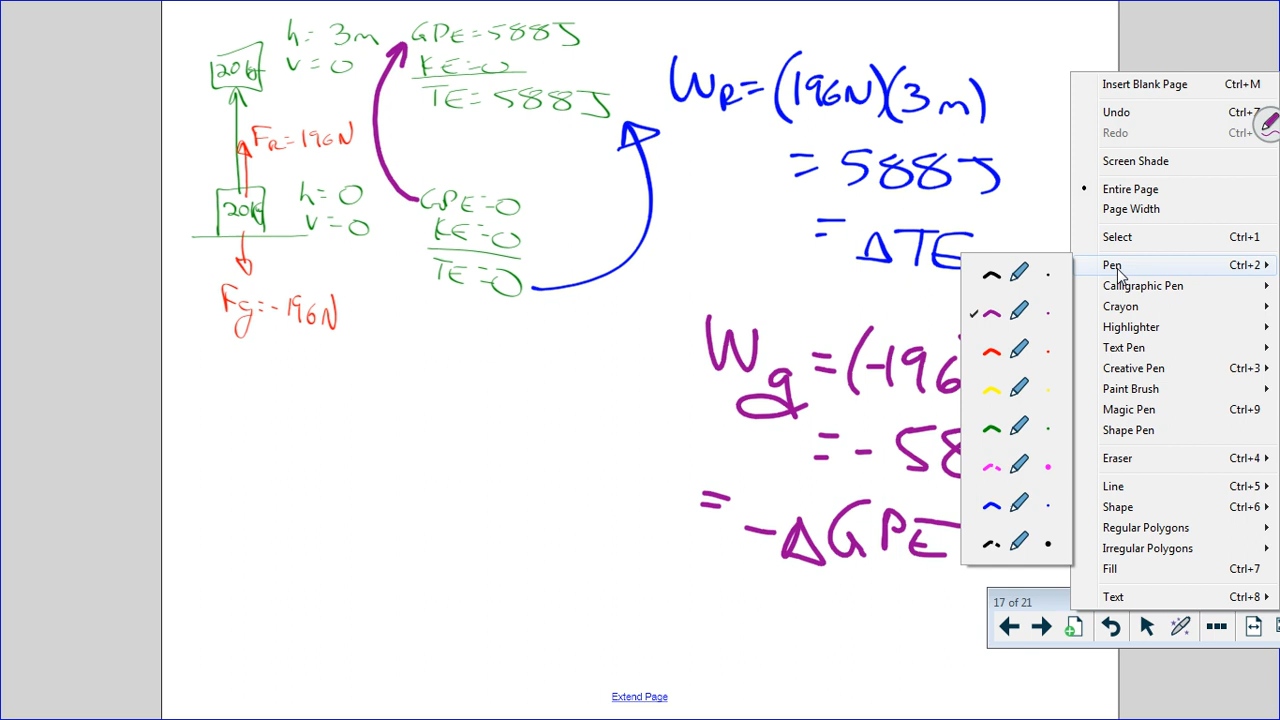 h = 3m
v = 0
20kg
GPE = 588J
KE = 0
TE = 588J
F_R = 196N
h = 0
v = 0
20kg
GPE = 0
KE = 0
TE = 0
Fg = -196N
W_R = (196N)(3m)
= 588J
= ΔTE
W_g = (-196
= - 58
= -ΔGPE
Insert Blank Page Ctrl+M
Undo Ctrl+Z
Redo
Screen Shade
Entire Page
Page Width
Select Ctrl+1
Pen Ctrl+2
Calligraphic Pen
Crayon
Highlighter
Text Pen
Creative Pen Ctrl+3
Paint Brush
Magic Pen Ctrl+9
Shape Pen
Eraser Ctrl+4
Line Ctrl+5
Shape Ctrl+6
Regular Polygons
Irregular Polygons
Fill Ctrl+7
Text Ctrl+8
17 of 21
Extend Page